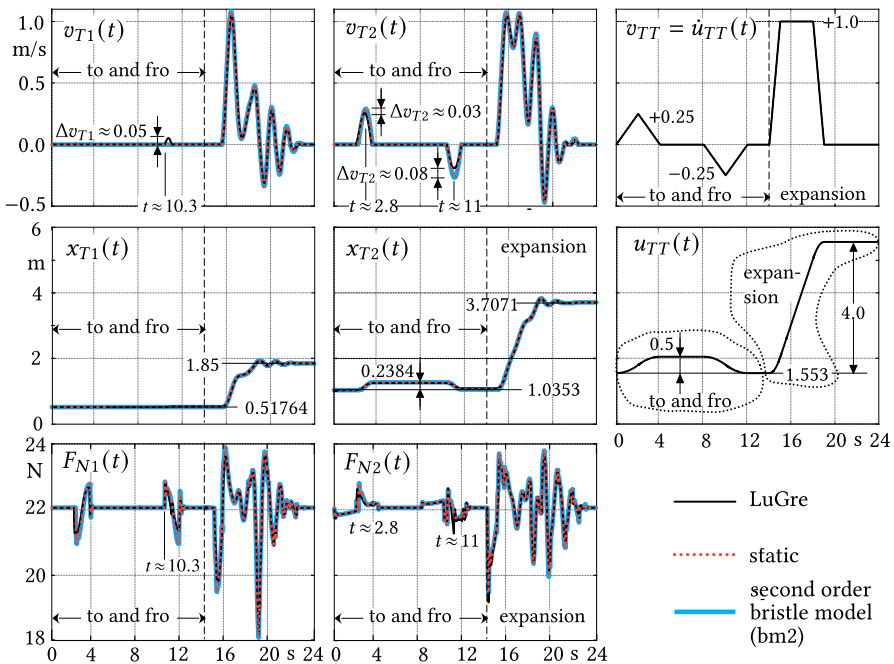 1.0
m/s
0.5
0.0
−0.5
v_T1(t)
to and fro
Δv_T1 ≈ 0.05
t ≈ 10.3
v_T2(t)
to and fro
Δv_T2 ≈ 0.03
Δv_T2 ≈ 0.08
t ≈ 2.8
t ≈ 11
v_TT = u̇_TT(t)
+1.0
+0.25
−0.25
to and fro
expansion
6
m
4
2
0
x_T1(t)
to and fro
1.85
0.51764
x_T2(t)
expansion
to and fro
3.7071
0.2384
1.0353
u_TT(t)
expan-
sion
4.0
0.5
1.553
to and fro
0 4 8 12 16 20 s 24
24
N
22
20
18
F_N1(t)
t ≈ 10.3
to and fro
0 4 8 12 16 20 s 24
F_N2(t)
t ≈ 2.8
t ≈ 11
to and fro
expansion
0 4 8 12 16 20 s 24
LuGre
sfatic
second order
bristle model
(bm2)